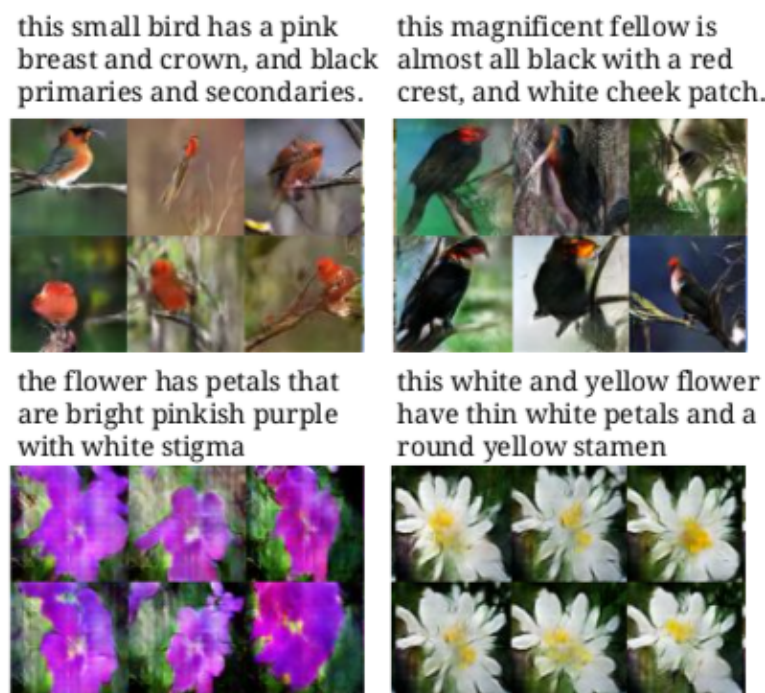 this small bird has a pink
breast and crown, and black
primaries and secondaries.
this magnificent fellow is
almost all black with a red
crest, and white cheek patch.
the flower has petals that
are bright pinkish purple
with white stigma
this white and yellow flower
have thin white petals and a
round yellow stamen